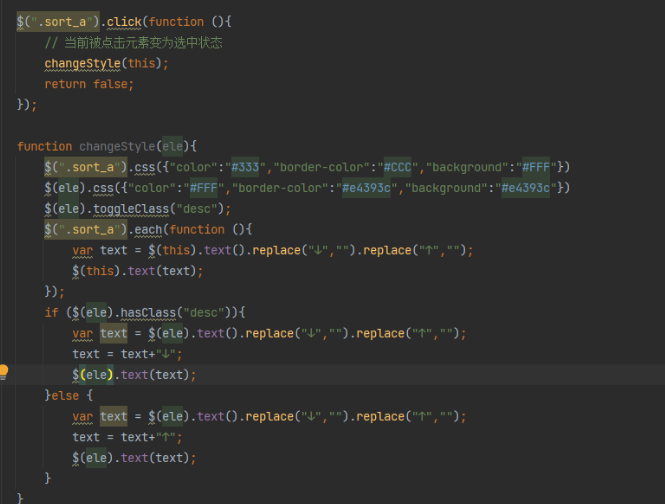 $(".sort_a").click(function (){
    // 当前被点击元素变为选中状态
    changeStyle(this);
    return false;
});
function changeStyle(ele){
    $(".sort_a").css({"color":"#333","border-color":"#CCC","background":"#FFF"})
    $(ele).css({"color":"#FFF","border-color":"#e4393c","background":"#e4393c"})
    $(ele).toggleClass("desc");
    $(".sort_a").each(function (){
        var text = $(this).text().replace("↓","").replace("↑","");
        $(this).text(text);
    });
    if ($(ele).hasClass("desc")){
        var text = $(ele).text().replace("↓","").replace("↑","");
        text = text+"↓";
        $(ele).text(text);
    }else {
        var text = $(ele).text().replace("↓","").replace("↑","");
        text = text+"↑";
        $(ele).text(text);
    }
}